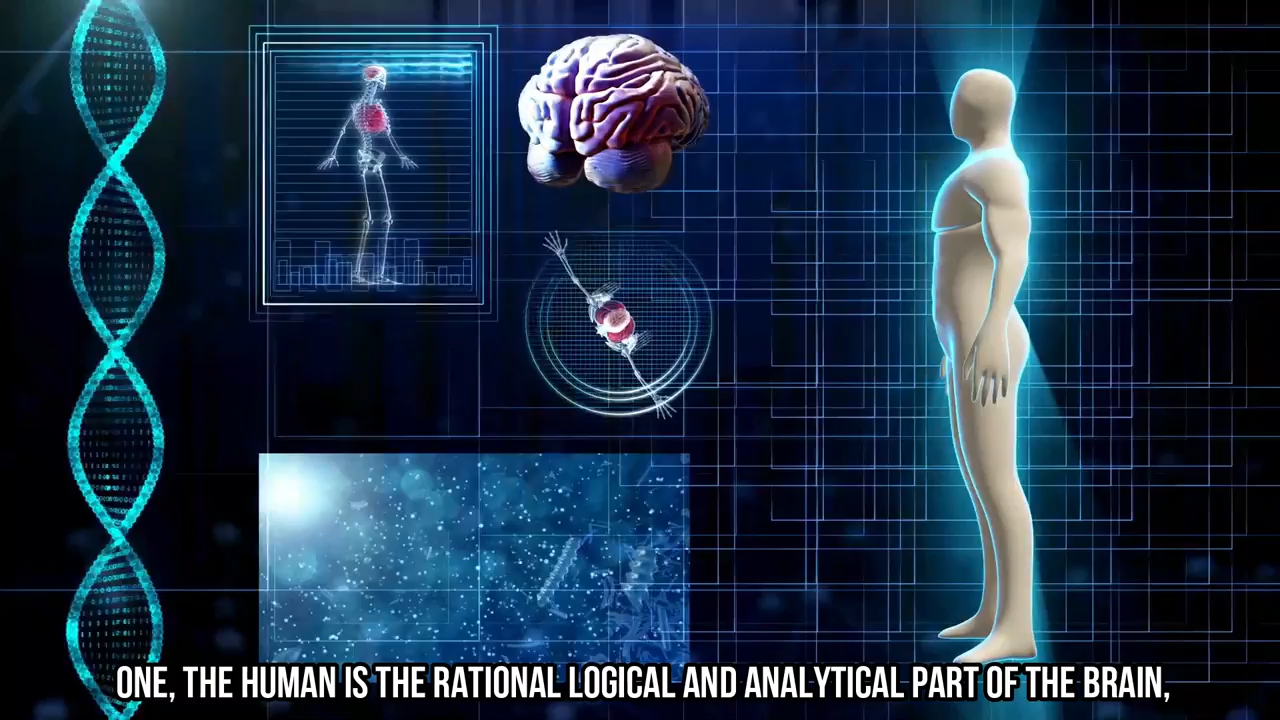 ONE, THE HUMAN IS THE RATIONAL LOGICAL AND ANALYTICAL PART OF THE BRAIN,